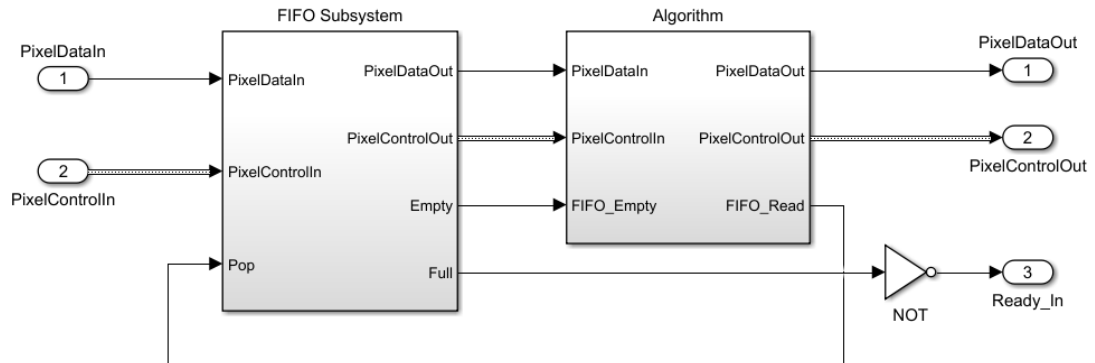 FIFO Subsystem
Algorithm
PixelDataIn
1
PixelDataIn
PixelDataOut
PixelDataIn
PixelDataOut
PixelDataOut
1
2
PixelControlIn
PixelControlIn
PixelControlOut
PixelControlIn
PixelControlOut
2
PixelControlOut
Empty
FIFO_Empty
FIFO_Read
Pop
Full
NOT
3
Ready_In